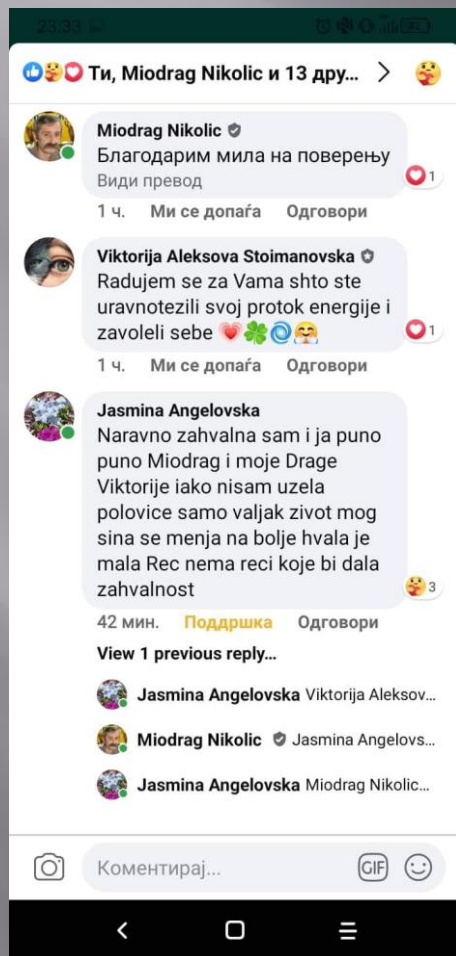 23:33
Ти, Miodrag Nikolic и 13 дру...
Miodrag Nikolic
Благодарим мила на поверењу
Види превод
1
1 ч. Ми се допаѓа Одговори
Viktorija Aleksova Stoimanovska
Radujem se za Vama shto ste
uravnotezili svoj protok energije i
zavoleli sebe 💗🍀🌀🤗
1
1 ч. Ми се допаѓа Одговори
Jasmina Angelovska
Naravno zahvalna sam i ja puno
puno Miodrag i moje Drage
Viktorije iako nisam uzela
polovice samo valjak zivot mog
sina se menja na bolje hvala je
mala Rec nema reci koje bi dala
zahvalnost
3
42 мин. Поддршка Одговори
View 1 previous reply...
Jasmina Angelovska Viktorija Aleksov...
Miodrag Nikolic Jasmina Angelovs...
Jasmina Angelovska Miodrag Nikolic...
Коментирај...
GIF